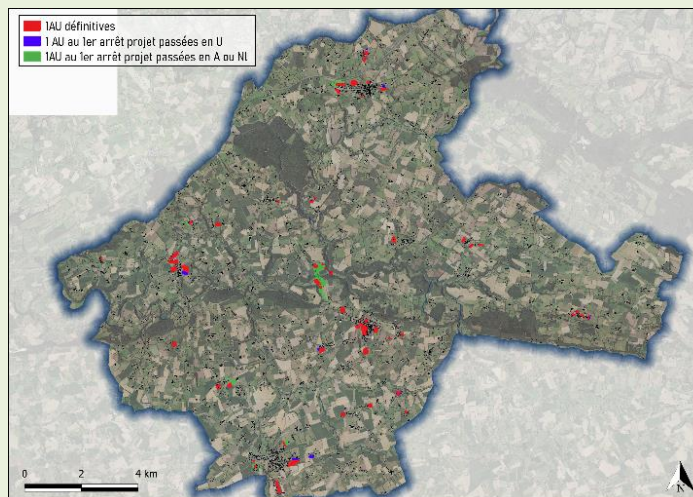 1AU définitives
1 AU au 1er arrêt projet passées en U
1AU au 1er arrêt projet passées en A ou NL
0 2 4 km
N